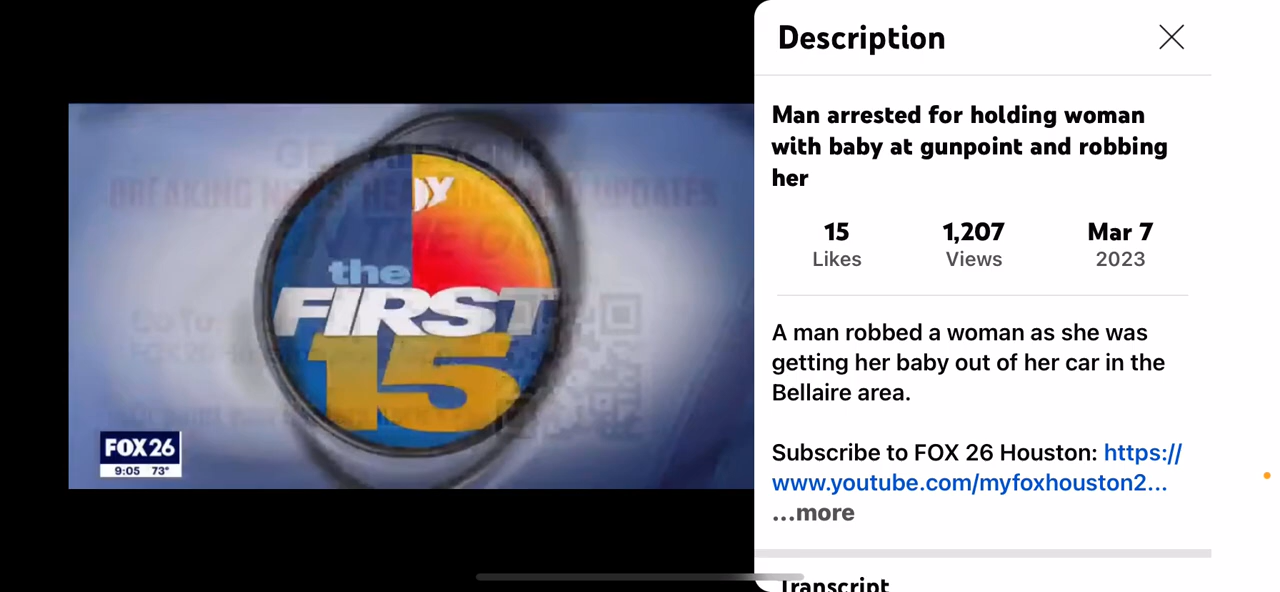 Description
Man arrested for holding woman
with baby at gunpoint and robbing
her
15
Likes
1,207
Views
Mar 7
2023
A man robbed a woman as she was
getting her baby out of her car in the
Bellaire area.
Subscribe to FOX 26 Houston: https://
www.youtube.com/myfoxhouston2...
...more
Transcript
BREAKING NEWS
UPDATES
the
FIRST
15
FOX 26
9:05 73°